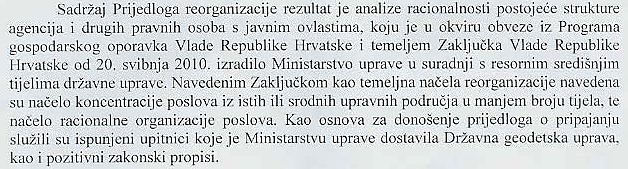 Sadržaj Prijedloga reorganizacije rezultat je analize racionalnosti postojeće strukture
agencija i drugih pravnih osoba s javnim ovlastima, koju je u okviru obveze iz Programa
gospodarskog oporavka Vlade Republike Hrvatske i temeljem Zaključka Vlade Republike
Hrvatske od 20. svibnja 2010. izradilo Ministarstvo uprave u suradnji s resornim središnjim
tijelima državne uprave. Navedenim Zaključkom kao temeljna načela reorganizacije navedena
su načelo koncentracije poslova iz istih ili srodnih upravnih područja u manjem broju tijela, te
načelo racionalne organizacije poslova. Kao osnova za donošenje prijedloga o pripajanju
služili su ispunjeni upitnici koje je Ministarstvu uprave dostavila Državna geodetska uprava,
kao i pozitivni zakonski propisi.